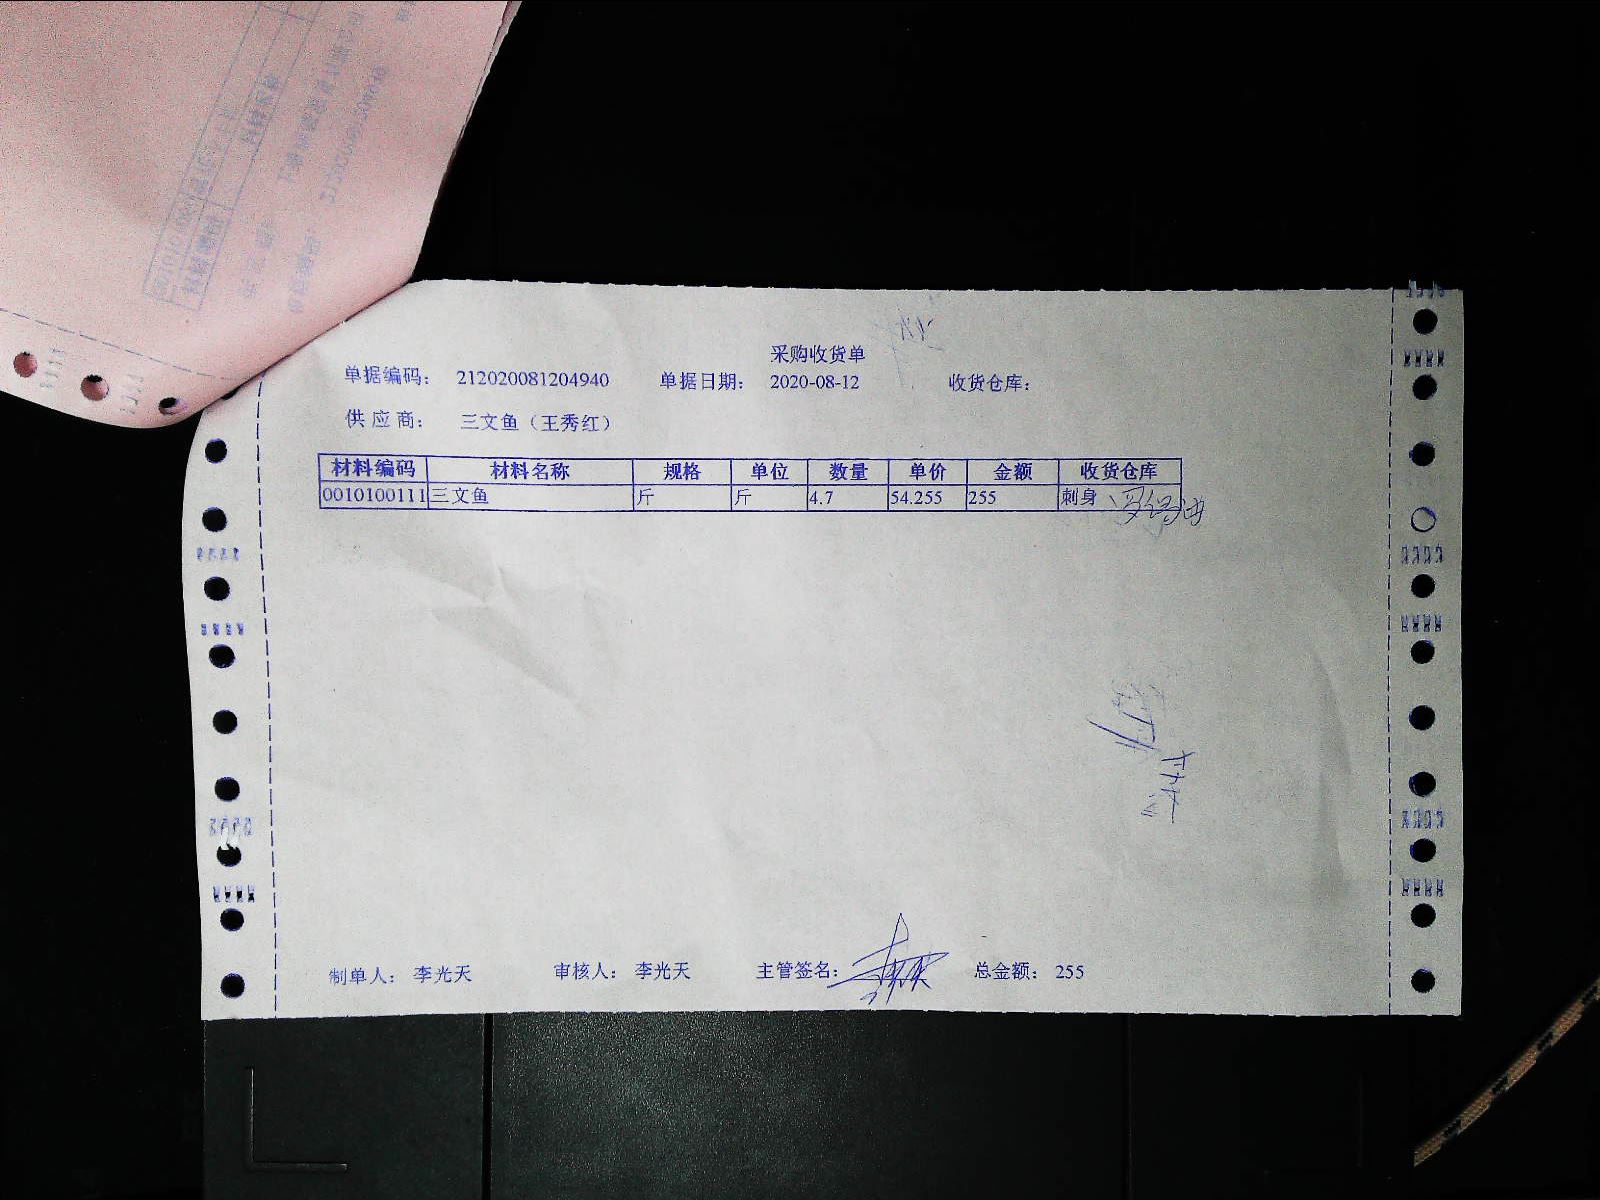 采购收货单
单据编码： 212020081204940 单据日期： 2020-08-12 收货仓库：
供 应 商： 三文鱼（王秀红）
材料编码 材料名称 规格 单位 数量 单价 金额 收货仓库
0010100111 三文鱼 斤 斤 4.7 54.255 255 刺身
制单人： 李光天 审核人： 李光天 主管签名： 总金额： 255